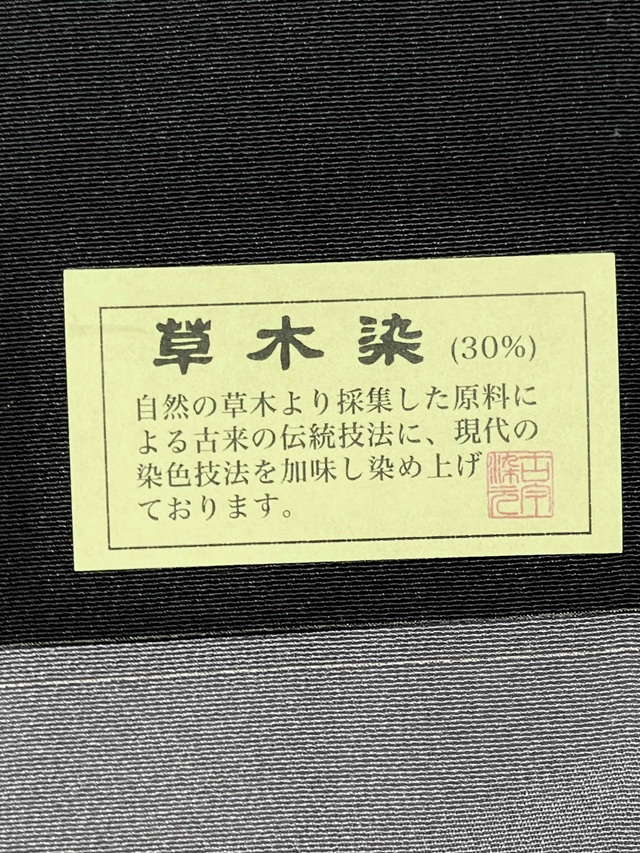 草木染 (30%)
自然の草木より採集した原料に
よる古来の伝統技法に、現代の
染色技法を加味し染め上げ
ております。